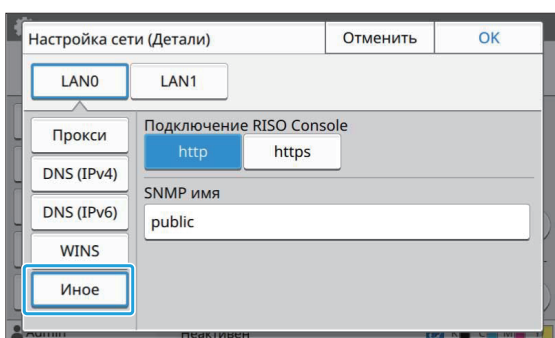 Настройка сети (Детали)
Отменить
OK
LAN0
LAN1
Прокси
DNS (IPv4)
DNS (IPv6)
WINS
Иное
Подключение RISO Console
http
https
SNMP имя
public
Admin
Неактивен
K C M Y